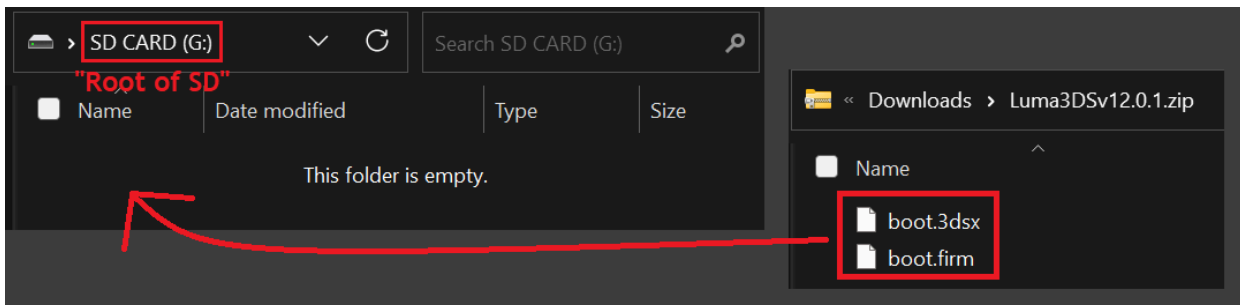 SD CARD (G:)
Search SD CARD (G:)
"Root of SD"
Name
Date modified
Type
Size
This folder is empty.
« Downloads › Luma3DSv12.0.1.zip
Name
boot.3dsx
boot.firm